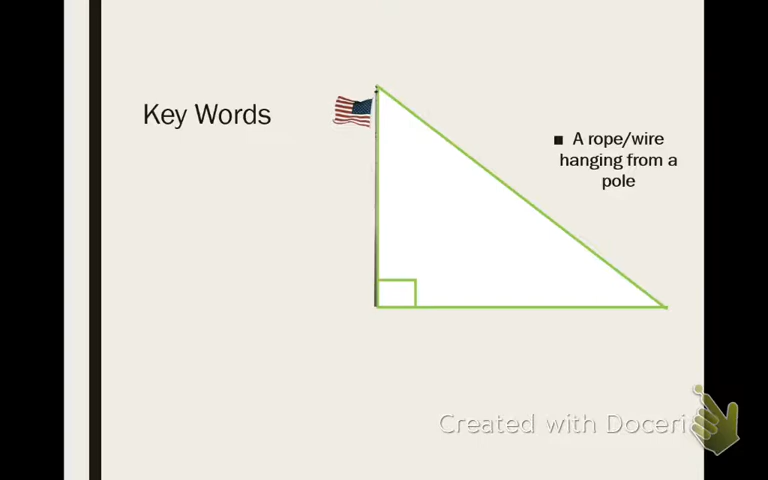 Key Words
■ A rope/wire
hanging from a
pole
Created with Doceri